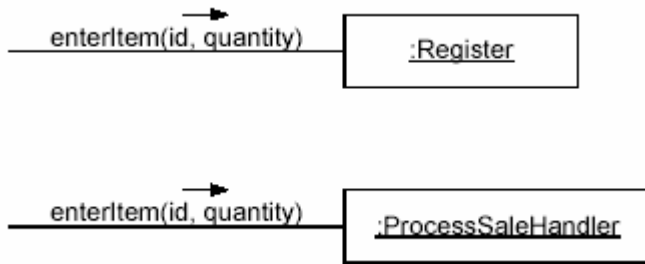 enterItem(id, quantity)
:Register
enterItem(id, quantity)
:ProcessSaleHandler